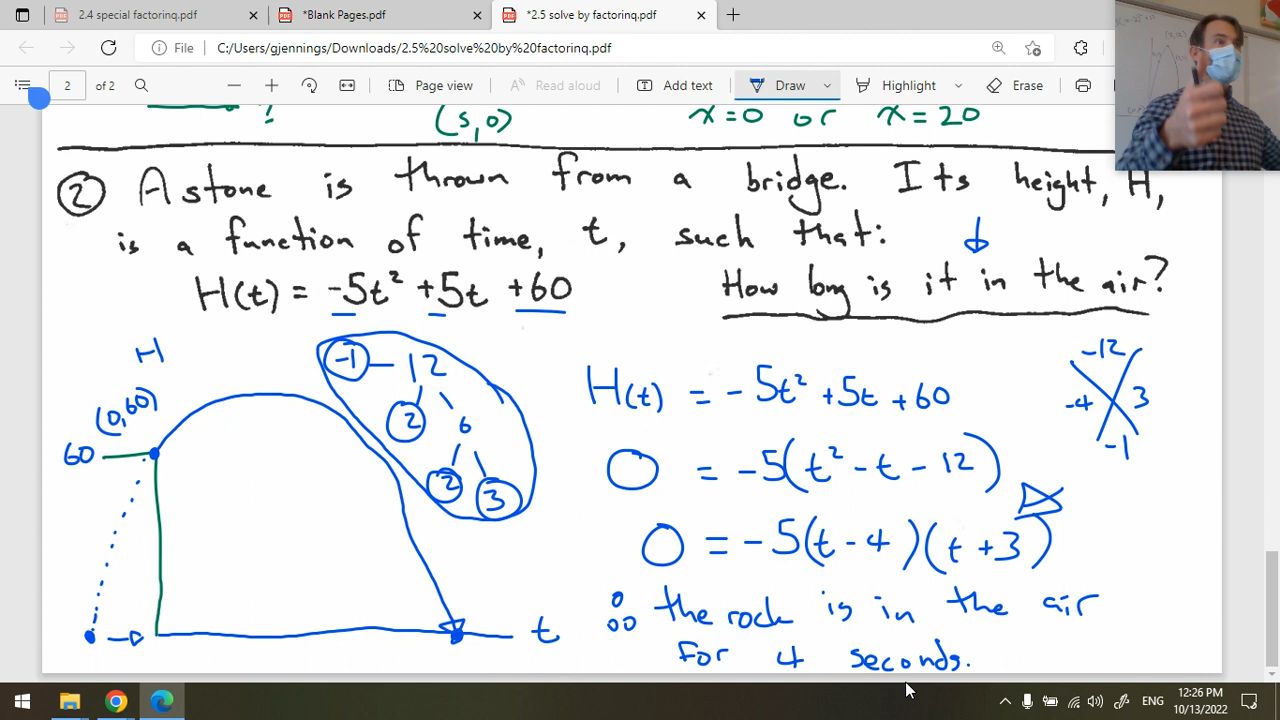 2.4 special factoring.pdf
*Blank Pages.pdf
*2.5 solve by factoring.pdf
File
C:/Users/gjennings/Downloads/2.5%20solve%20by%20factoring.pdf
2
of 2
Page view
Read aloud
Add text
Draw
Highlight
Erase
?
(s,0)
x=0 or x=20
② A stone is thrown from a bridge. Its height, H,
is a function of time, t, such that:
H(t) = -5t² +5t +60
How long is it in the air?
H
(0,60)
60
t
-1 12
2 6
2 3
H(t) = -5t² +5t +60
-12
-4 3
-1
0 = -5(t² - t - 12)
0 = -5(t-4)(t+3)
∴ the rock is in the air
for 4 seconds.
ENG
12:26 PM
10/13/2022